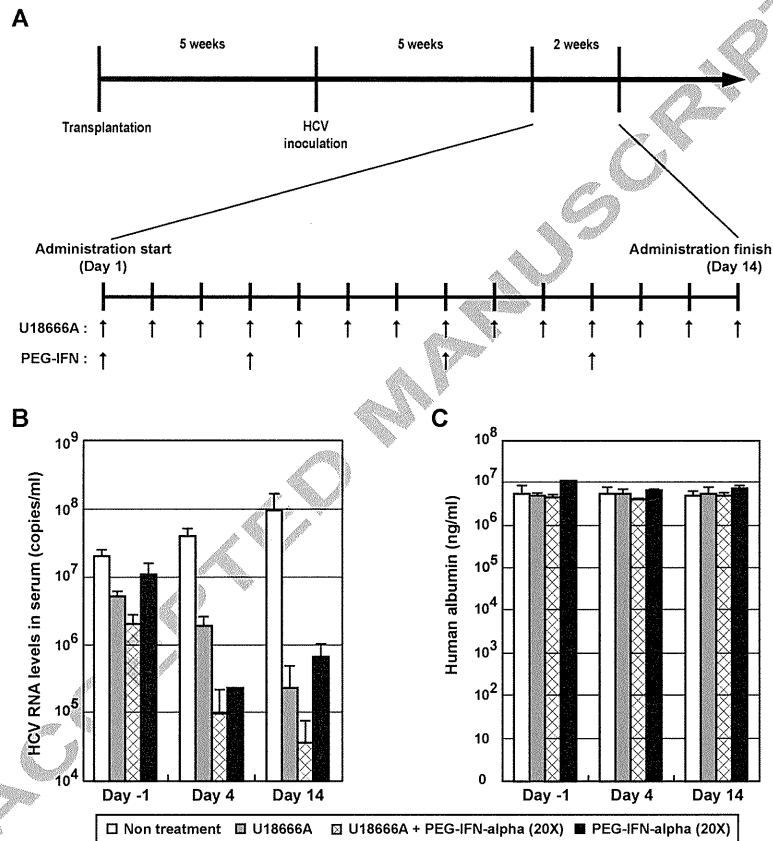 A
5 weeks 5 weeks 2 weeks
Transplantation
HCV
inoculation
Administration start
(Day 1)
Administration finish
(Day 14)
U18666A : ↑ ↑ ↑ ↑ ↑ ↑ ↑ ↑ ↑ ↑ ↑ ↑ ↑ ↑
PEG-IFN : ↑ ↑ ↑ ↑
B
HCV RNA levels in serum (copies/ml)
10⁹
10⁸
10⁷
10⁶
10⁵
10⁴
Day -1 Day 4 Day 14
C
Human albumin (ng/ml)
10⁸
10⁷
10⁶
10⁵
10⁴
10³
10²
10
0
Day -1 Day 4 Day 14
Non treatment U18666A U18666A + PEG-IFN-alpha (20X) PEG-IFN-alpha (20X)
ACCEPTED MANUSCRIPT